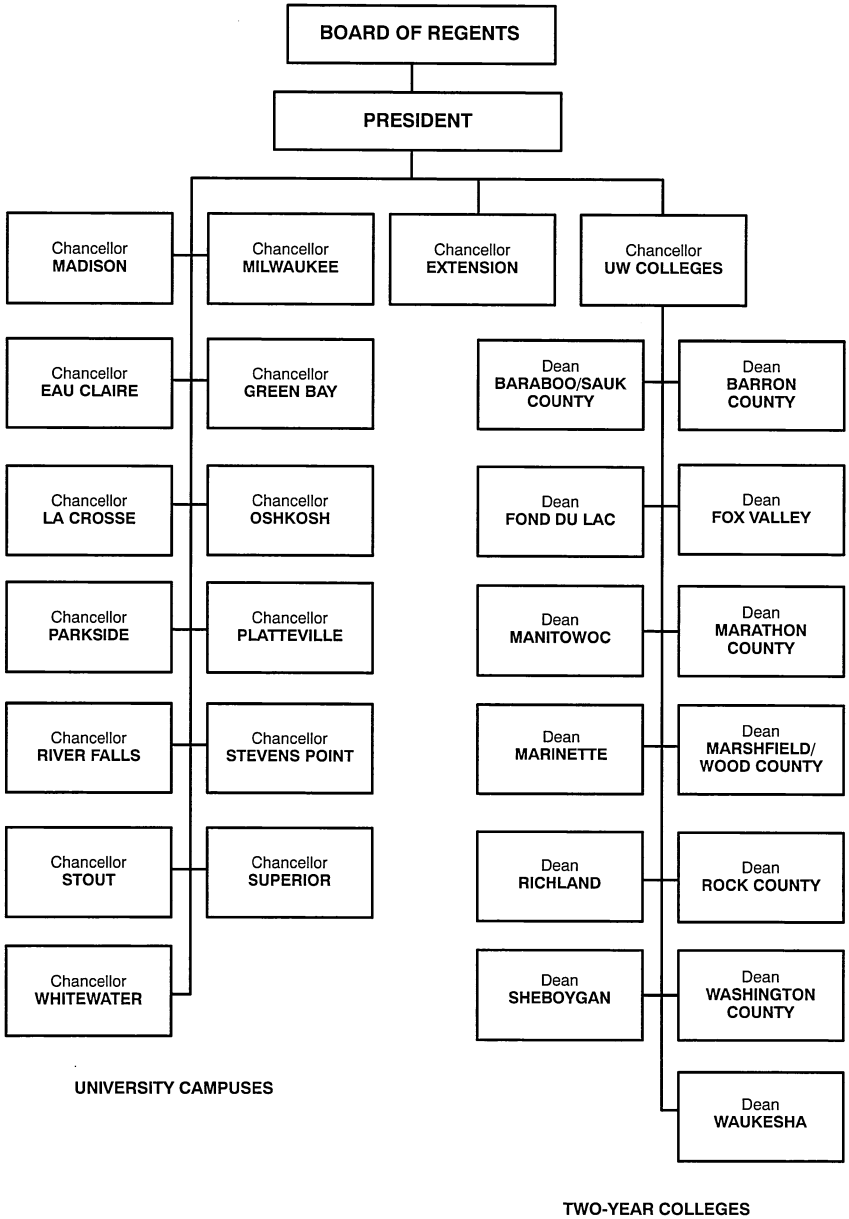 BOARD OF REGENTS
PRESIDENT
Chancellor
MADISON
Chancellor
MILWAUKEE
Chancellor
EXTENSION
Chancellor
UW COLLEGES
Chancellor
EAU CLAIRE
Chancellor
GREEN BAY
Dean
BARABOO/SAUK
COUNTY
Dean
BARRON
COUNTY
Chancellor
LA CROSSE
Chancellor
OSHKOSH
Dean
FOND DU LAC
Dean
FOX VALLEY
Chancellor
PARKSIDE
Chancellor
PLATTEVILLE
Dean
MANITOWOC
Dean
MARATHON
COUNTY
Chancellor
RIVER FALLS
Chancellor
STEVENS POINT
Dean
MARINETTE
Dean
MARSHFIELD/
WOOD COUNTY
Chancellor
STOUT
Chancellor
SUPERIOR
Dean
RICHLAND
Dean
ROCK COUNTY
Chancellor
WHITEWATER
Dean
SHEBOYGAN
Dean
WASHINGTON
COUNTY
UNIVERSITY CAMPUSES
Dean
WAUKESHA
TWO-YEAR COLLEGES